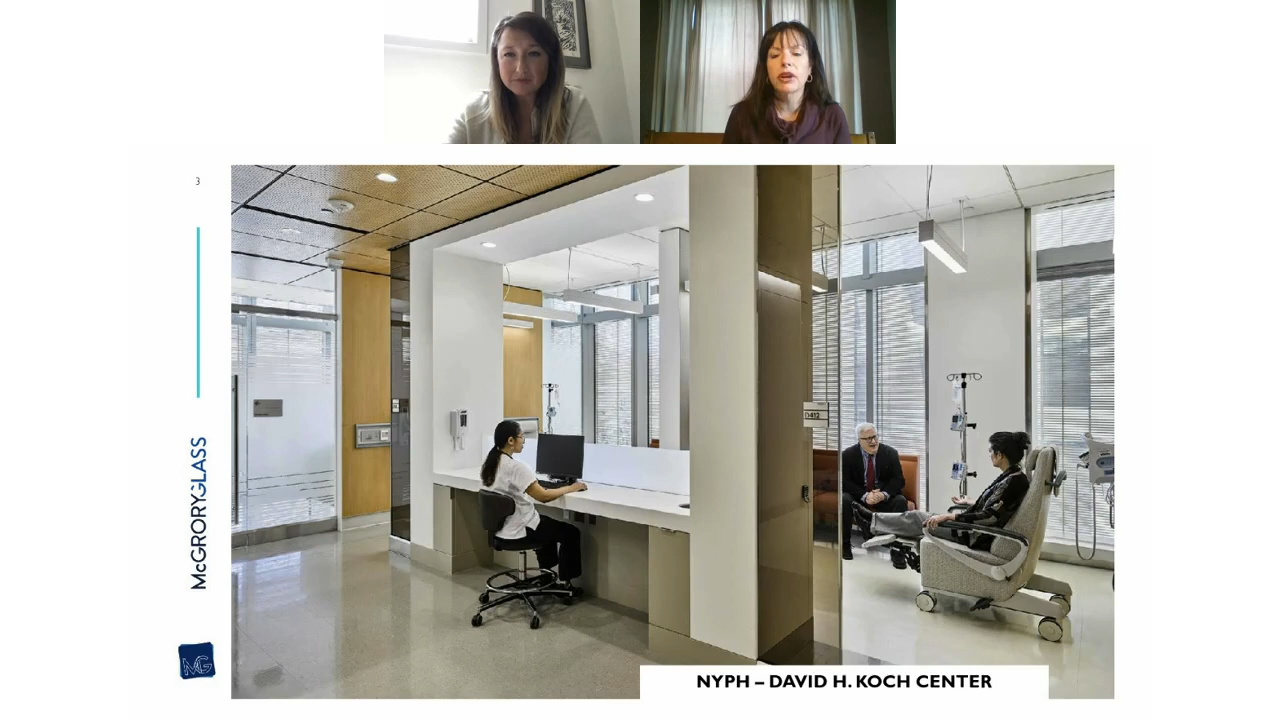 3
McGRORYGLASS
MG
D412
NYPH – DAVID H. KOCH CENTER